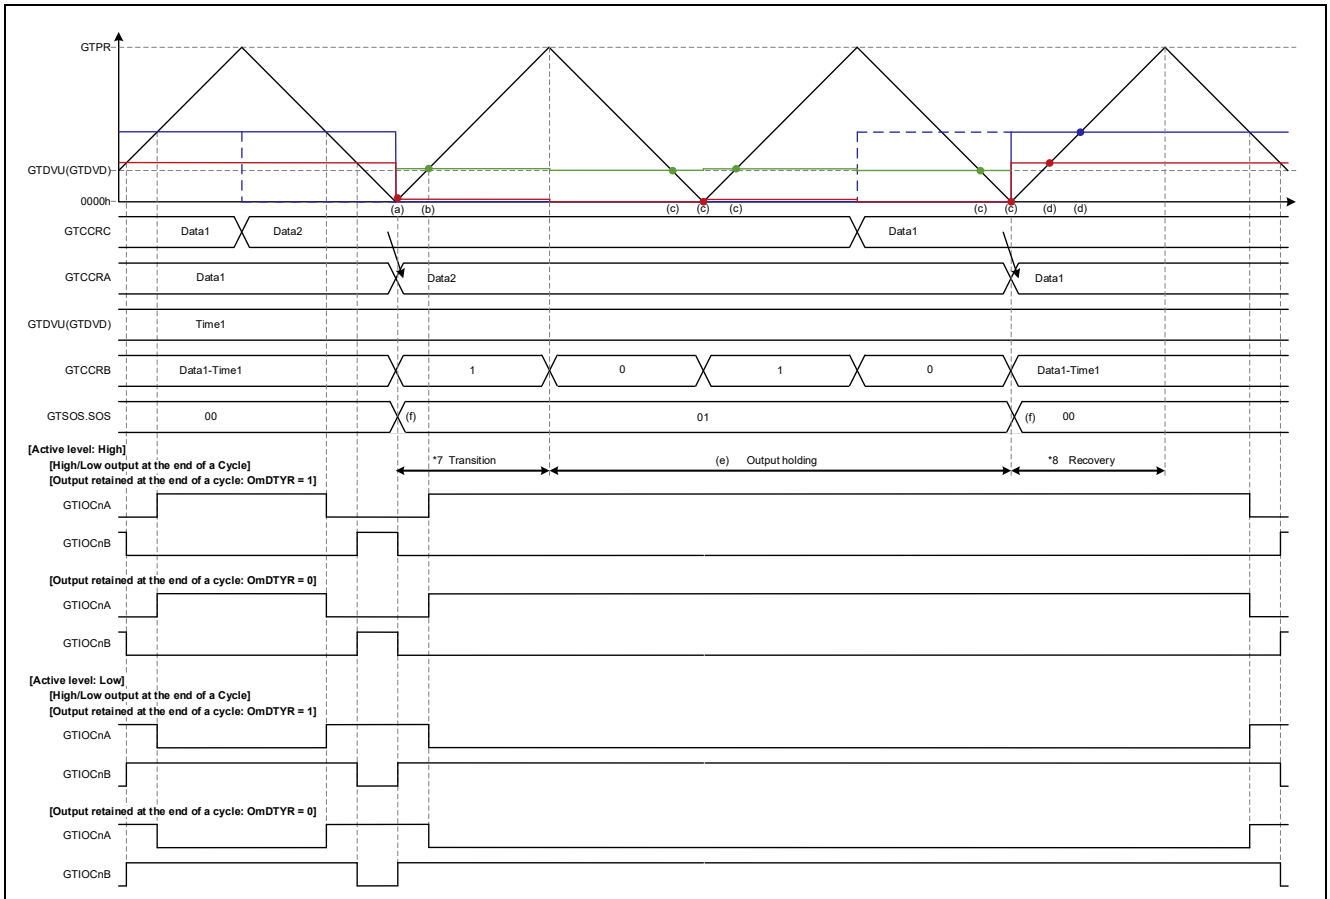 GTPR
GTDVU(GTDVD)
0000h
(a) (b) (c) (c) (c) (c) (c) (d) (d)
GTCCRC Data1 Data2 Data1
GTCCRA Data1 Data2 Data1
GTDVU(GTDVD) Time1
GTCCRB Data1-Time1 1 0 1 0 Data1-Time1
GTSOS.SOS 00 (f) 01 (f) 00
[Active level: High]
*7 Transition (e) Output holding *8 Recovery
[High/Low output at the end of a Cycle]
[Output retained at the end of a cycle: OmDTYR = 1]
GTIOCnA
GTIOCnB
[Output retained at the end of a cycle: OmDTYR = 0]
GTIOCnA
GTIOCnB
[Active level: Low]
[High/Low output at the end of a Cycle]
[Output retained at the end of a cycle: OmDTYR = 1]
GTIOCnA
GTIOCnB
[Output retained at the end of a cycle: OmDTYR = 0]
GTIOCnA
GTIOCnB